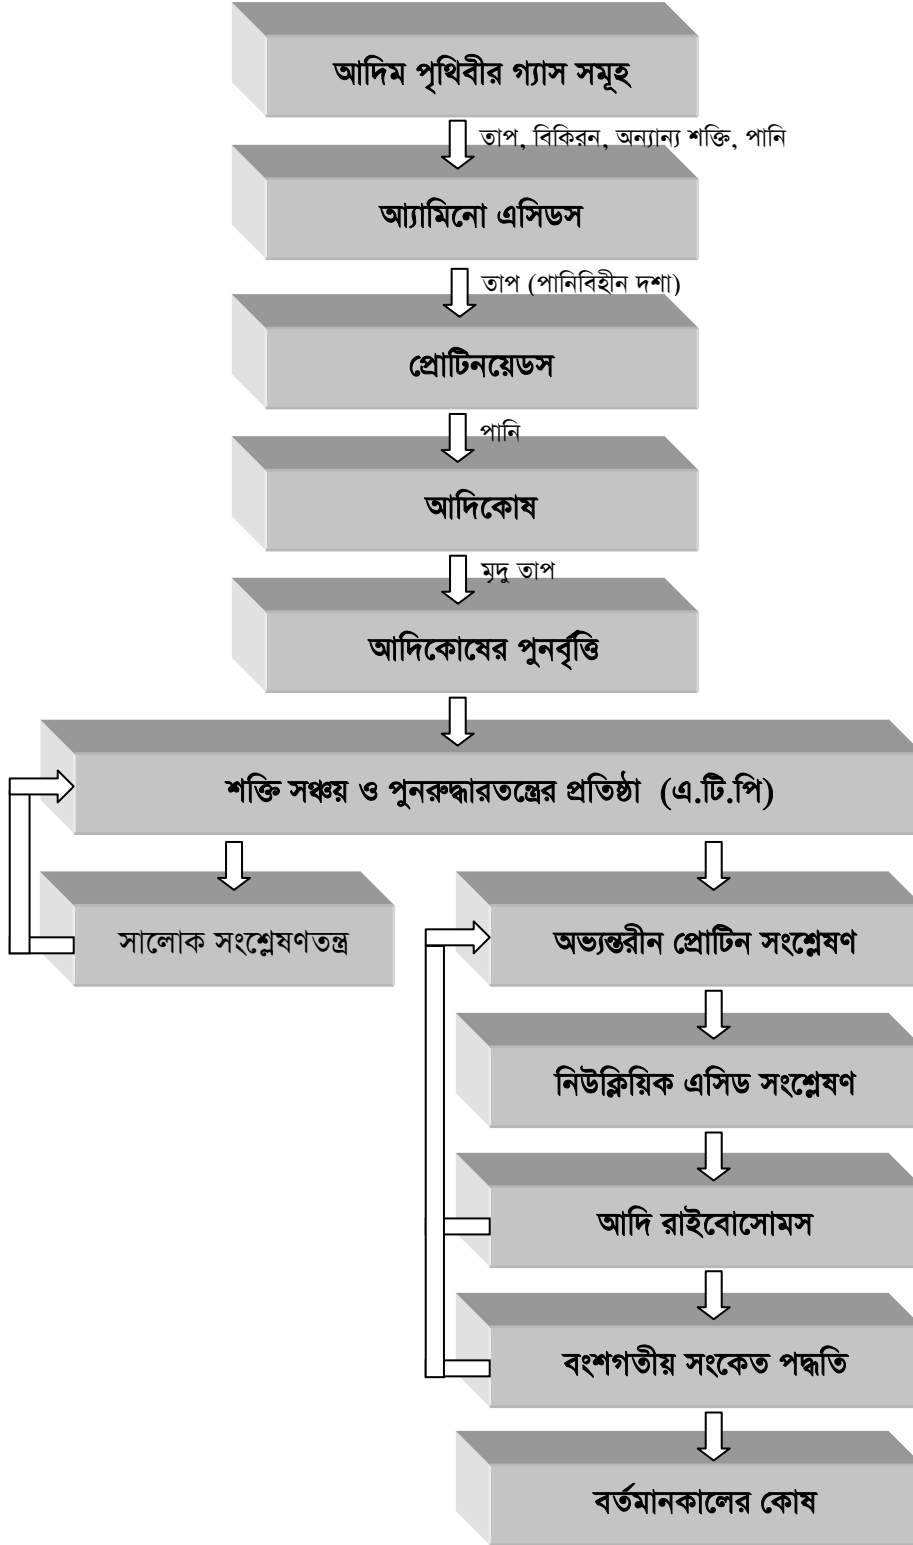 আদিম পৃথিবীর গ্যাস সমূহ
তাপ, বিকিরন, অন্যান্য শক্তি, পানি
অ্যামিনো এসিডস
তাপ (পানিবিহীন দশা)
প্রোটিনয়েডস
পানি
আদিকোষ
মৃদু তাপ
আদিকোষের পুনর্বৃত্তি
শক্তি সঞ্চয় ও পুনরুদ্ধারতন্ত্রের প্রতিষ্ঠা (এ.টি.পি)
সালোক সংশ্লেষণতন্ত্র
অভ্যন্তরীন প্রোটিন সংশ্লেষণ
নিউক্লিয়িক এসিড সংশ্লেষণ
আদি রাইবোসোমস
বংশগতীয় সংকেত পদ্ধতি
বর্তমানকালের কোষ